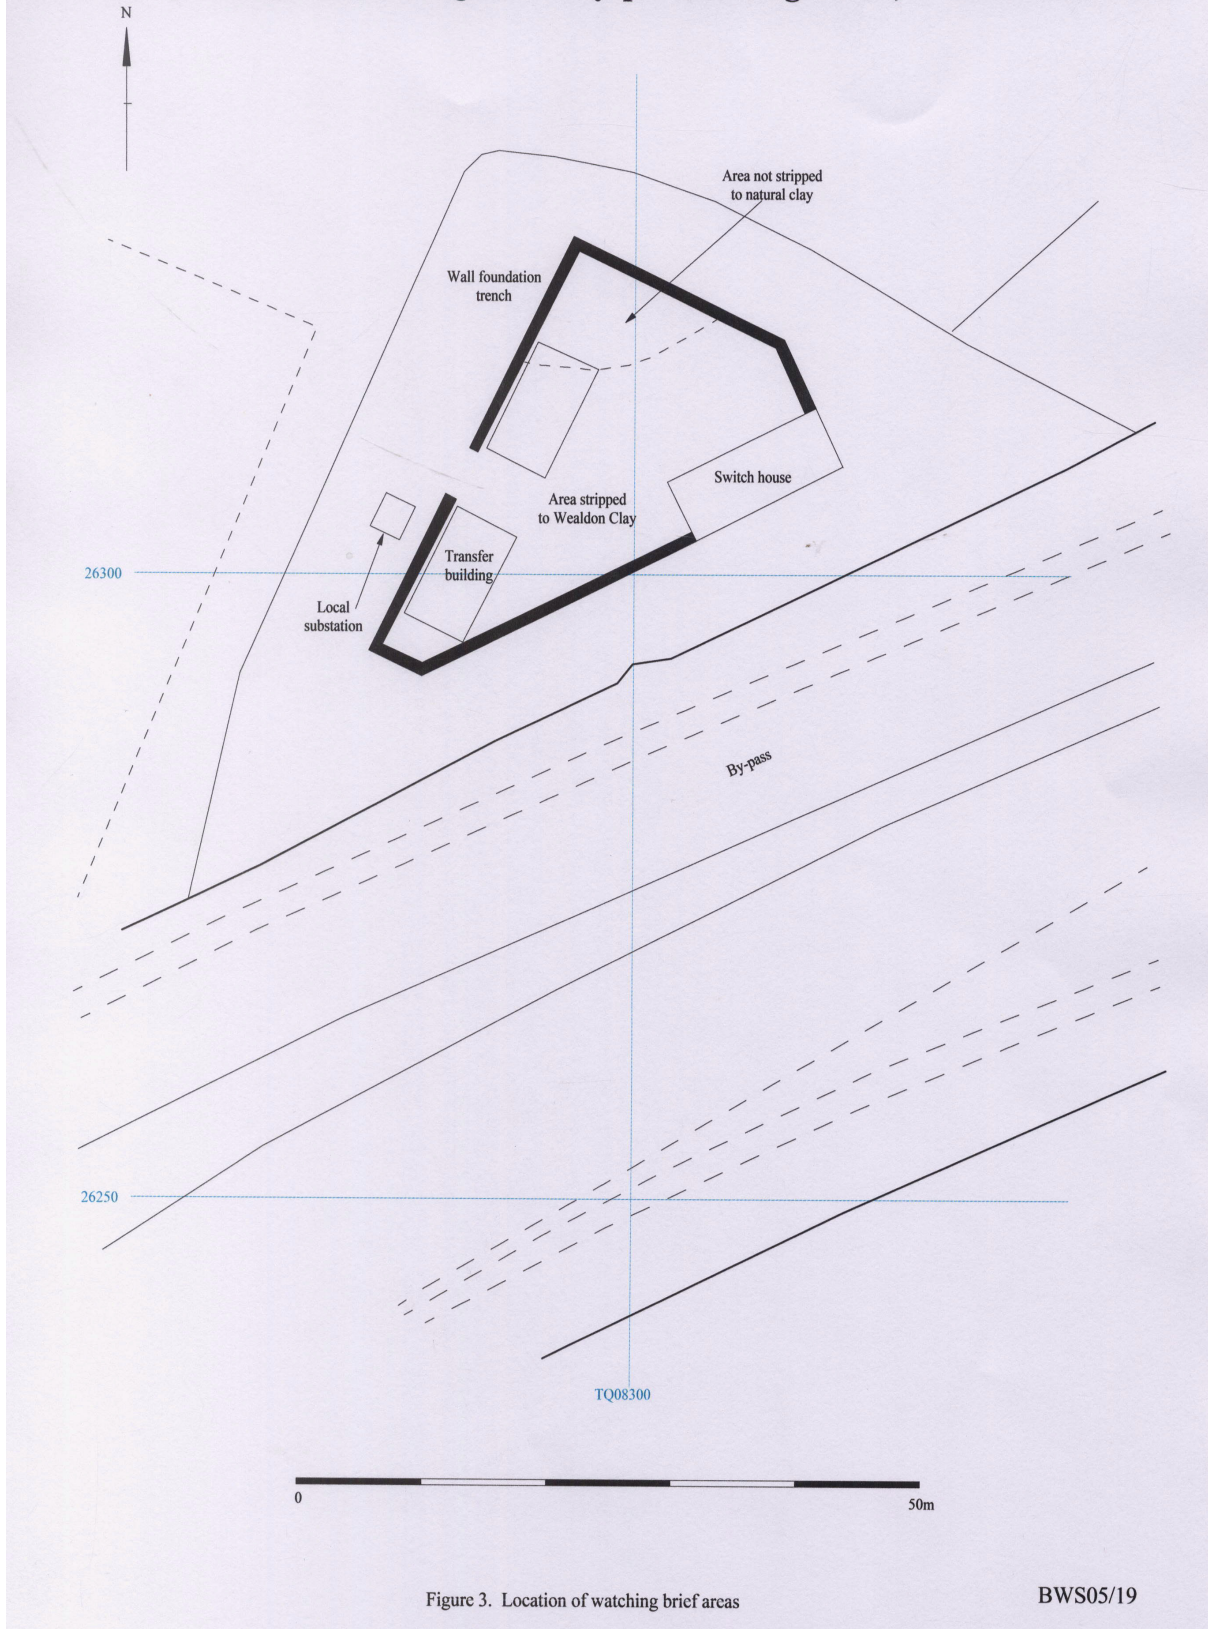 N
Area not stripped
to natural clay
Wall foundation
trench
Switch house
Area stripped
to Wealdon Clay
Transfer
building
26300
Local
substation
By-pass
26250
TQ08300
0
50m
Figure 3. Location of watching brief areas
BWS05/19